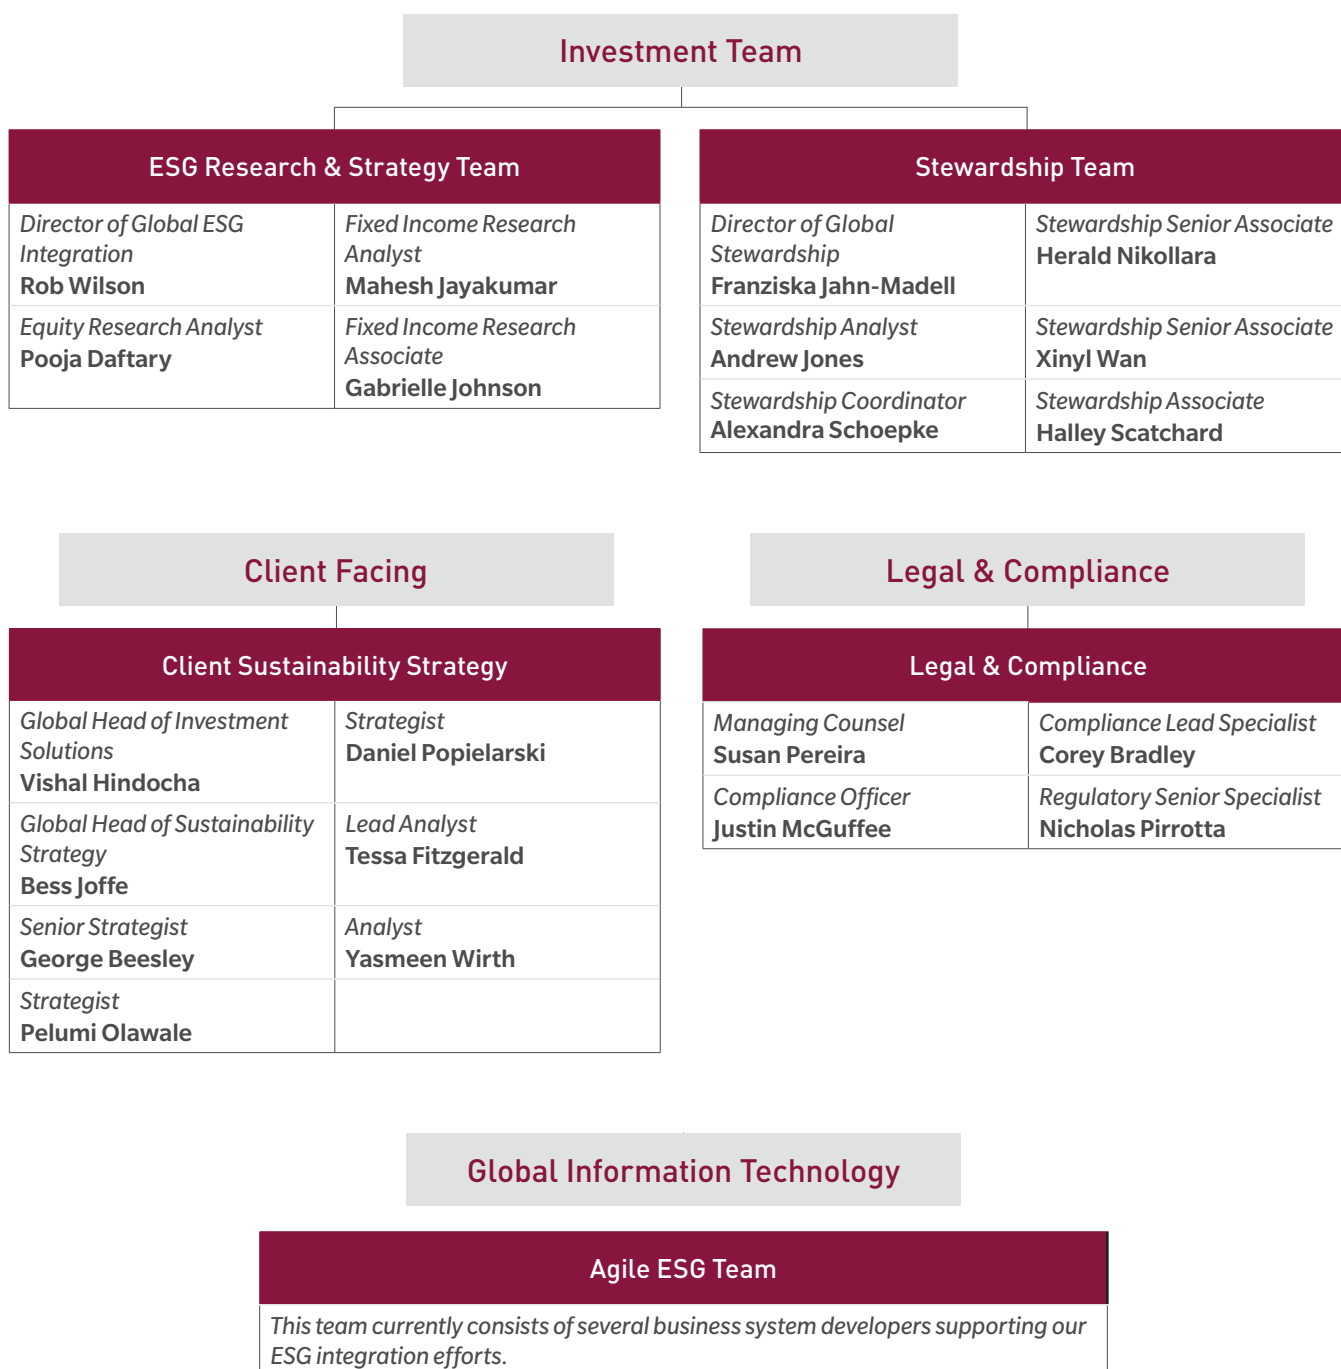 Investment Team
ESG Research & Strategy Team
Director of Global ESG
Integration
Rob Wilson
Fixed Income Research
Analyst
Mahesh Jayakumar
Equity Research Analyst
Pooja Daftary
Fixed Income Research
Associate
Gabrielle Johnson
Stewardship Team
Director of Global
Stewardship
Franziska Jahn-Madell
Stewardship Senior Associate
Herald Nikollara
Stewardship Analyst
Andrew Jones
Stewardship Senior Associate
Xinyl Wan
Stewardship Coordinator
Alexandra Schoepke
Stewardship Associate
Halley Scatchard
Client Facing
Client Sustainability Strategy
Global Head of Investment
Solutions
Vishal Hindocha
Strategist
Daniel Popielarski
Global Head of Sustainability
Strategy
Bess Joffe
Lead Analyst
Tessa Fitzgerald
Senior Strategist
George Beesley
Analyst
Yasmeen Wirth
Strategist
Pelumi Olawale
Legal & Compliance
Legal & Compliance
Managing Counsel
Susan Pereira
Compliance Lead Specialist
Corey Bradley
Compliance Officer
Justin McGuffee
Regulatory Senior Specialist
Nicholas Pirrotta
Global Information Technology
Agile ESG Team
This team currently consists of several business system developers supporting our
ESG integration efforts.